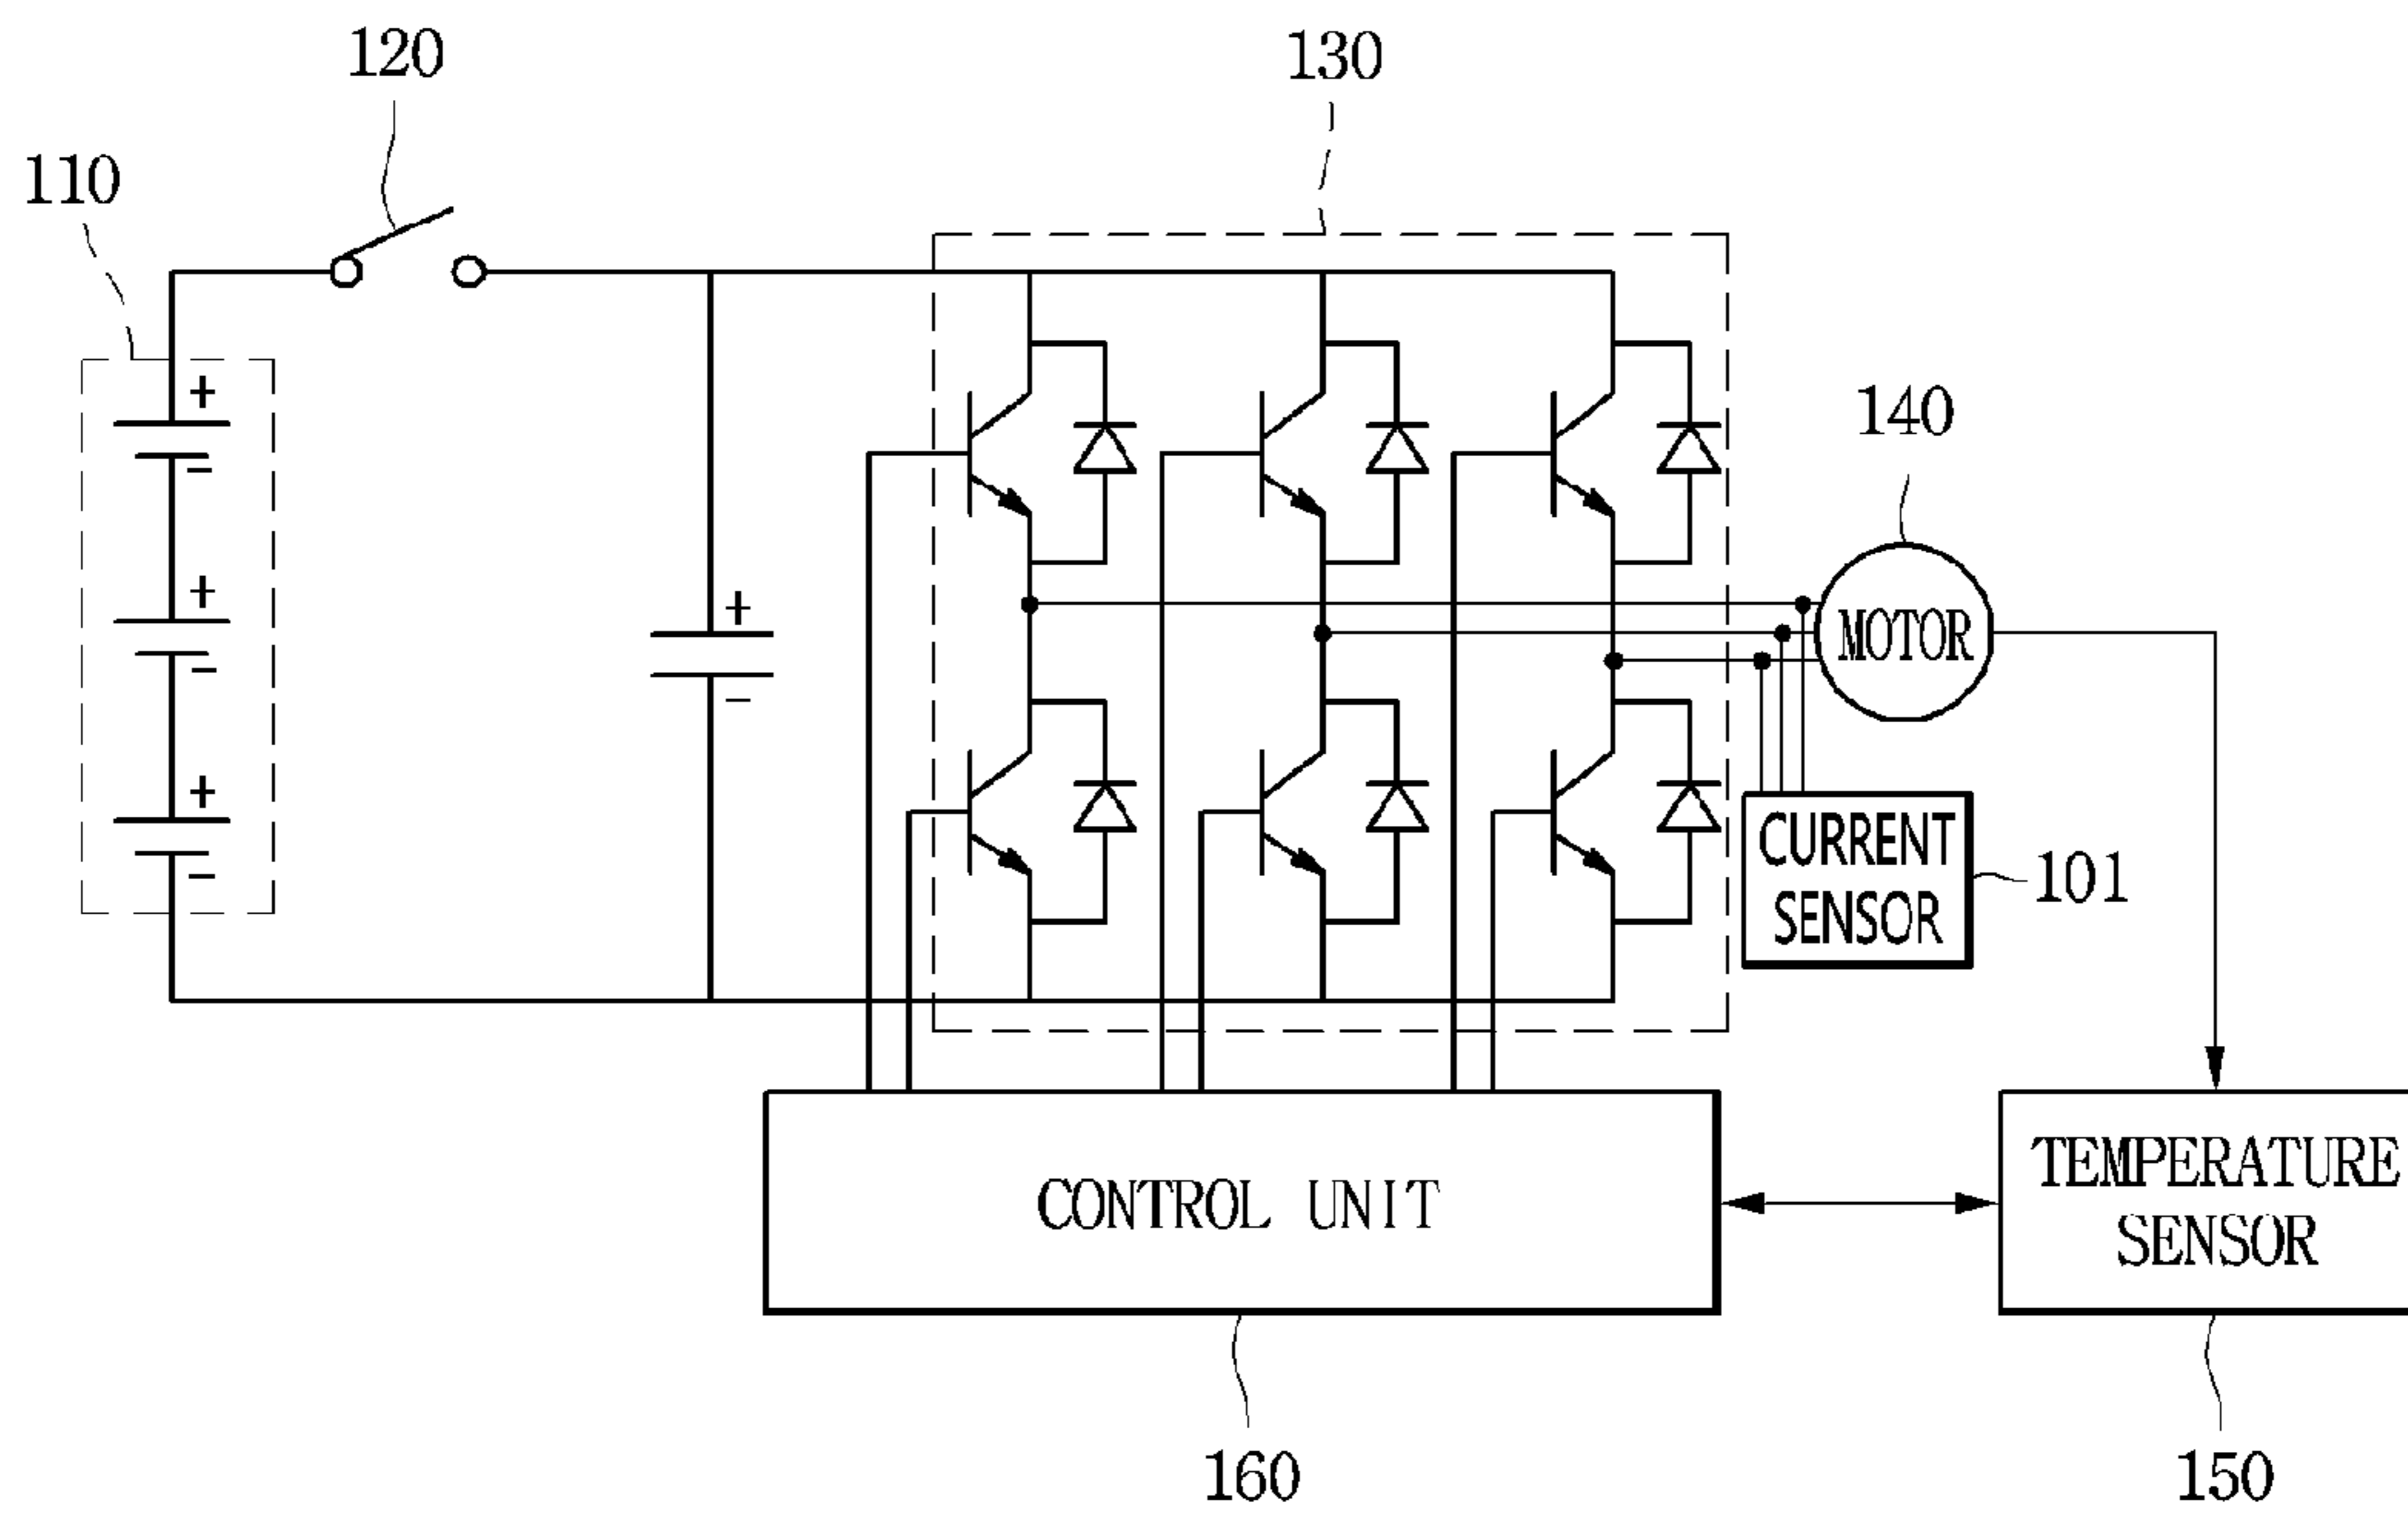 120
130
110
+
-
+
-
+
-
+
-
140
MOTOR
CURRENT
SENSOR
101
CONTROL UNIT
TEMPERATURE
SENSOR
160
150